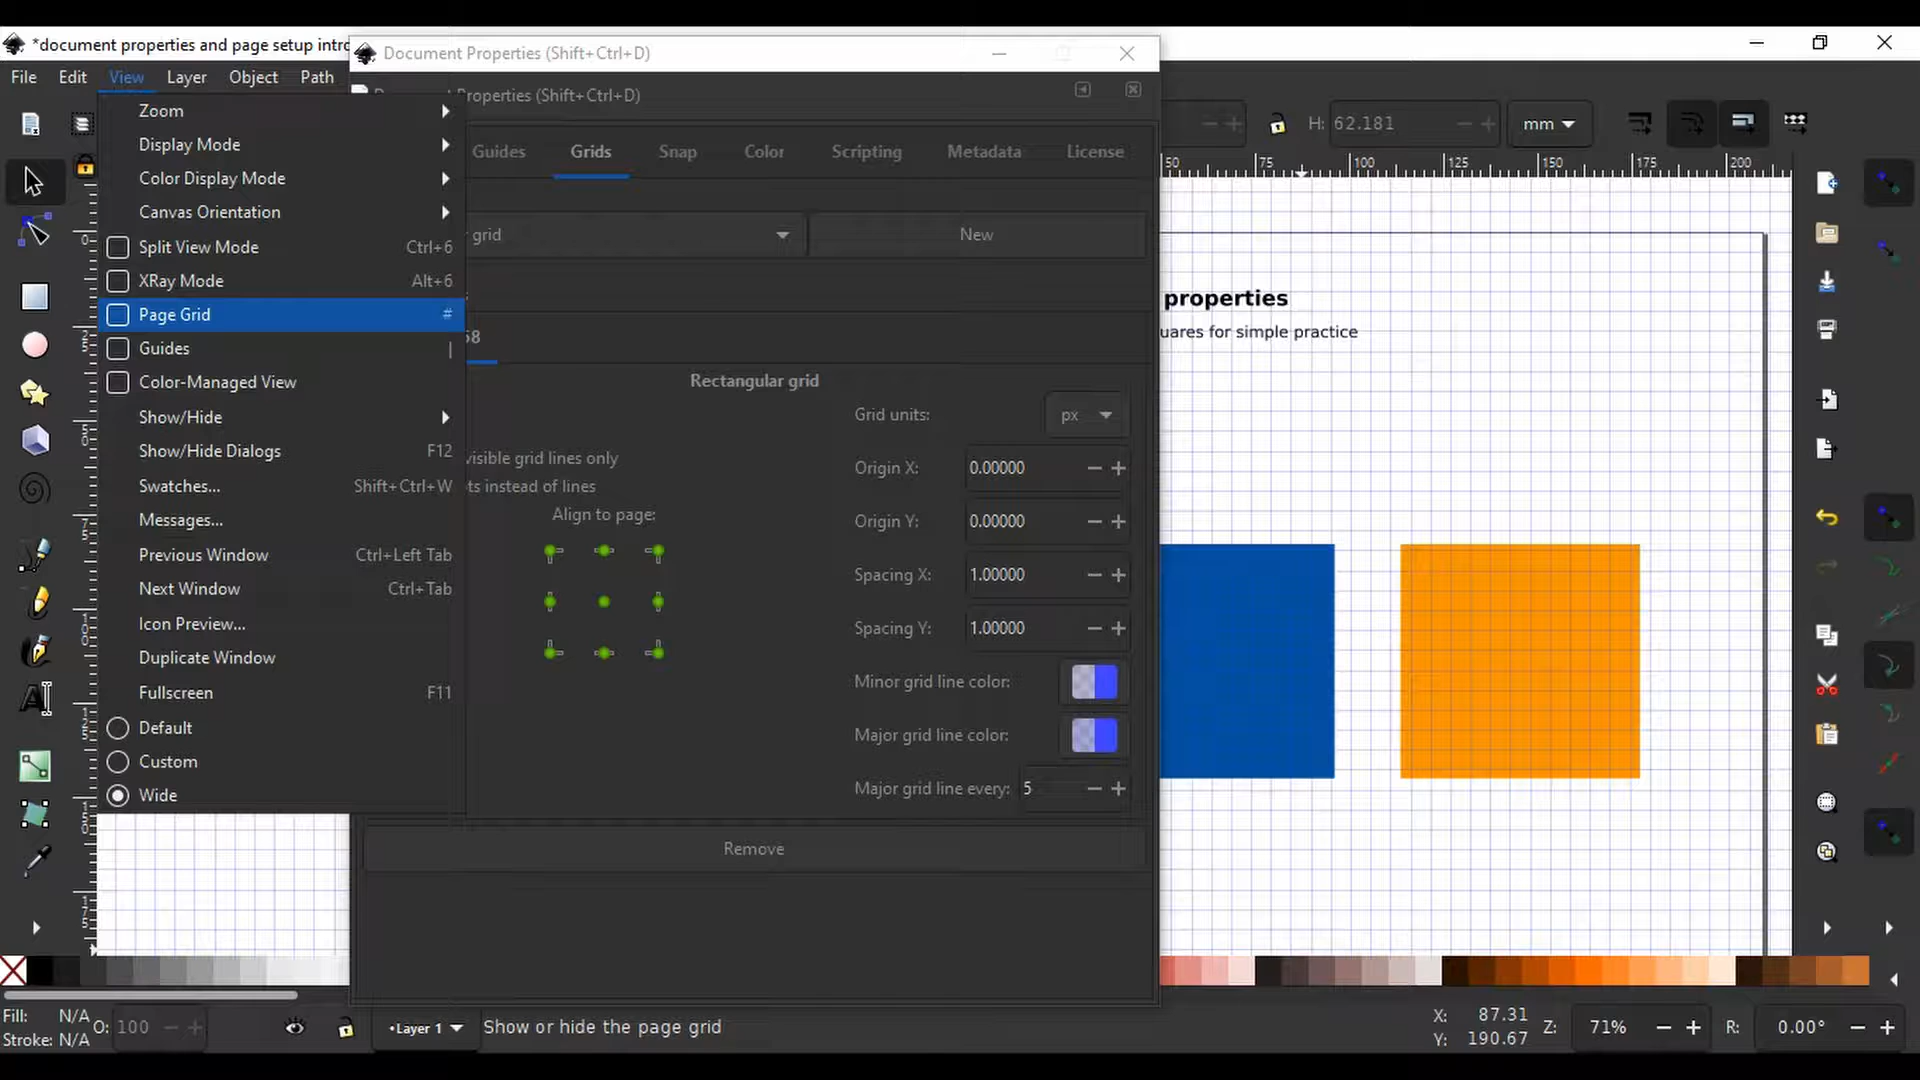 *document properties and page setup intro
Document Properties (Shift+Ctrl+D)
File Edit View Layer Object Path
Properties (Shift+Ctrl+D)
H: 62.181 mm
Guides Grids Snap Color Scripting Metadata License
50 75 100 125 150 175 200
Zoom
Display Mode
Color Display Mode
Canvas Orientation
Split View Mode Ctrl+6
XRay Mode Alt+6
Page Grid #
Guides |
Color-Managed View
Show/Hide
Show/Hide Dialogs F12
Swatches... Shift+Ctrl+W
Messages...
Previous Window Ctrl+Left Tab
Next Window Ctrl+Tab
Icon Preview...
Duplicate Window
Fullscreen F11
Default
Custom
Wide
grid New
58
Rectangular grid
Grid units: px
visible grid lines only
Origin X: 0.00000
ts instead of lines
Align to page:
Origin Y: 0.00000
Spacing X: 1.00000
Spacing Y: 1.00000
Minor grid line color:
Major grid line color:
Major grid line every: 5
Remove
properties
uares for simple practice
0
25
50
75
100
125
150
175
Fill: N/A
Stroke: N/A
O: 100
•Layer 1
Show or hide the page grid
X: 87.31
Y: 190.67
Z: 71%
R: 0.00°